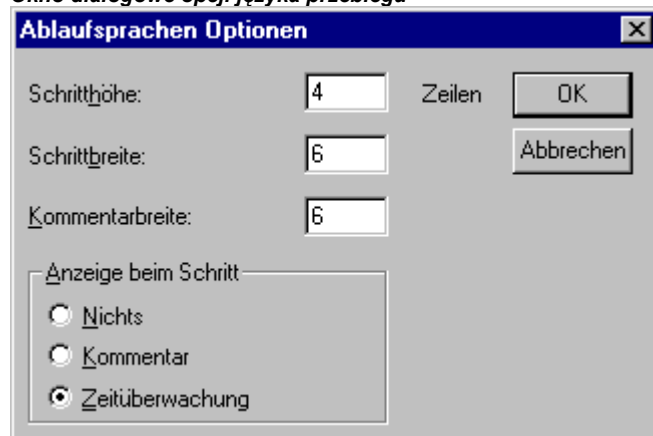 Okno dialogowe opcji języka przebiegu
Ablaufsprachen Optionen
Schritthöhe: 4 Zeilen OK
Schrittbreite: 6 Abbrechen
Kommentarbreite: 6
Anzeige beim Schritt
Nichts
Kommentar
Zeitüberwachung